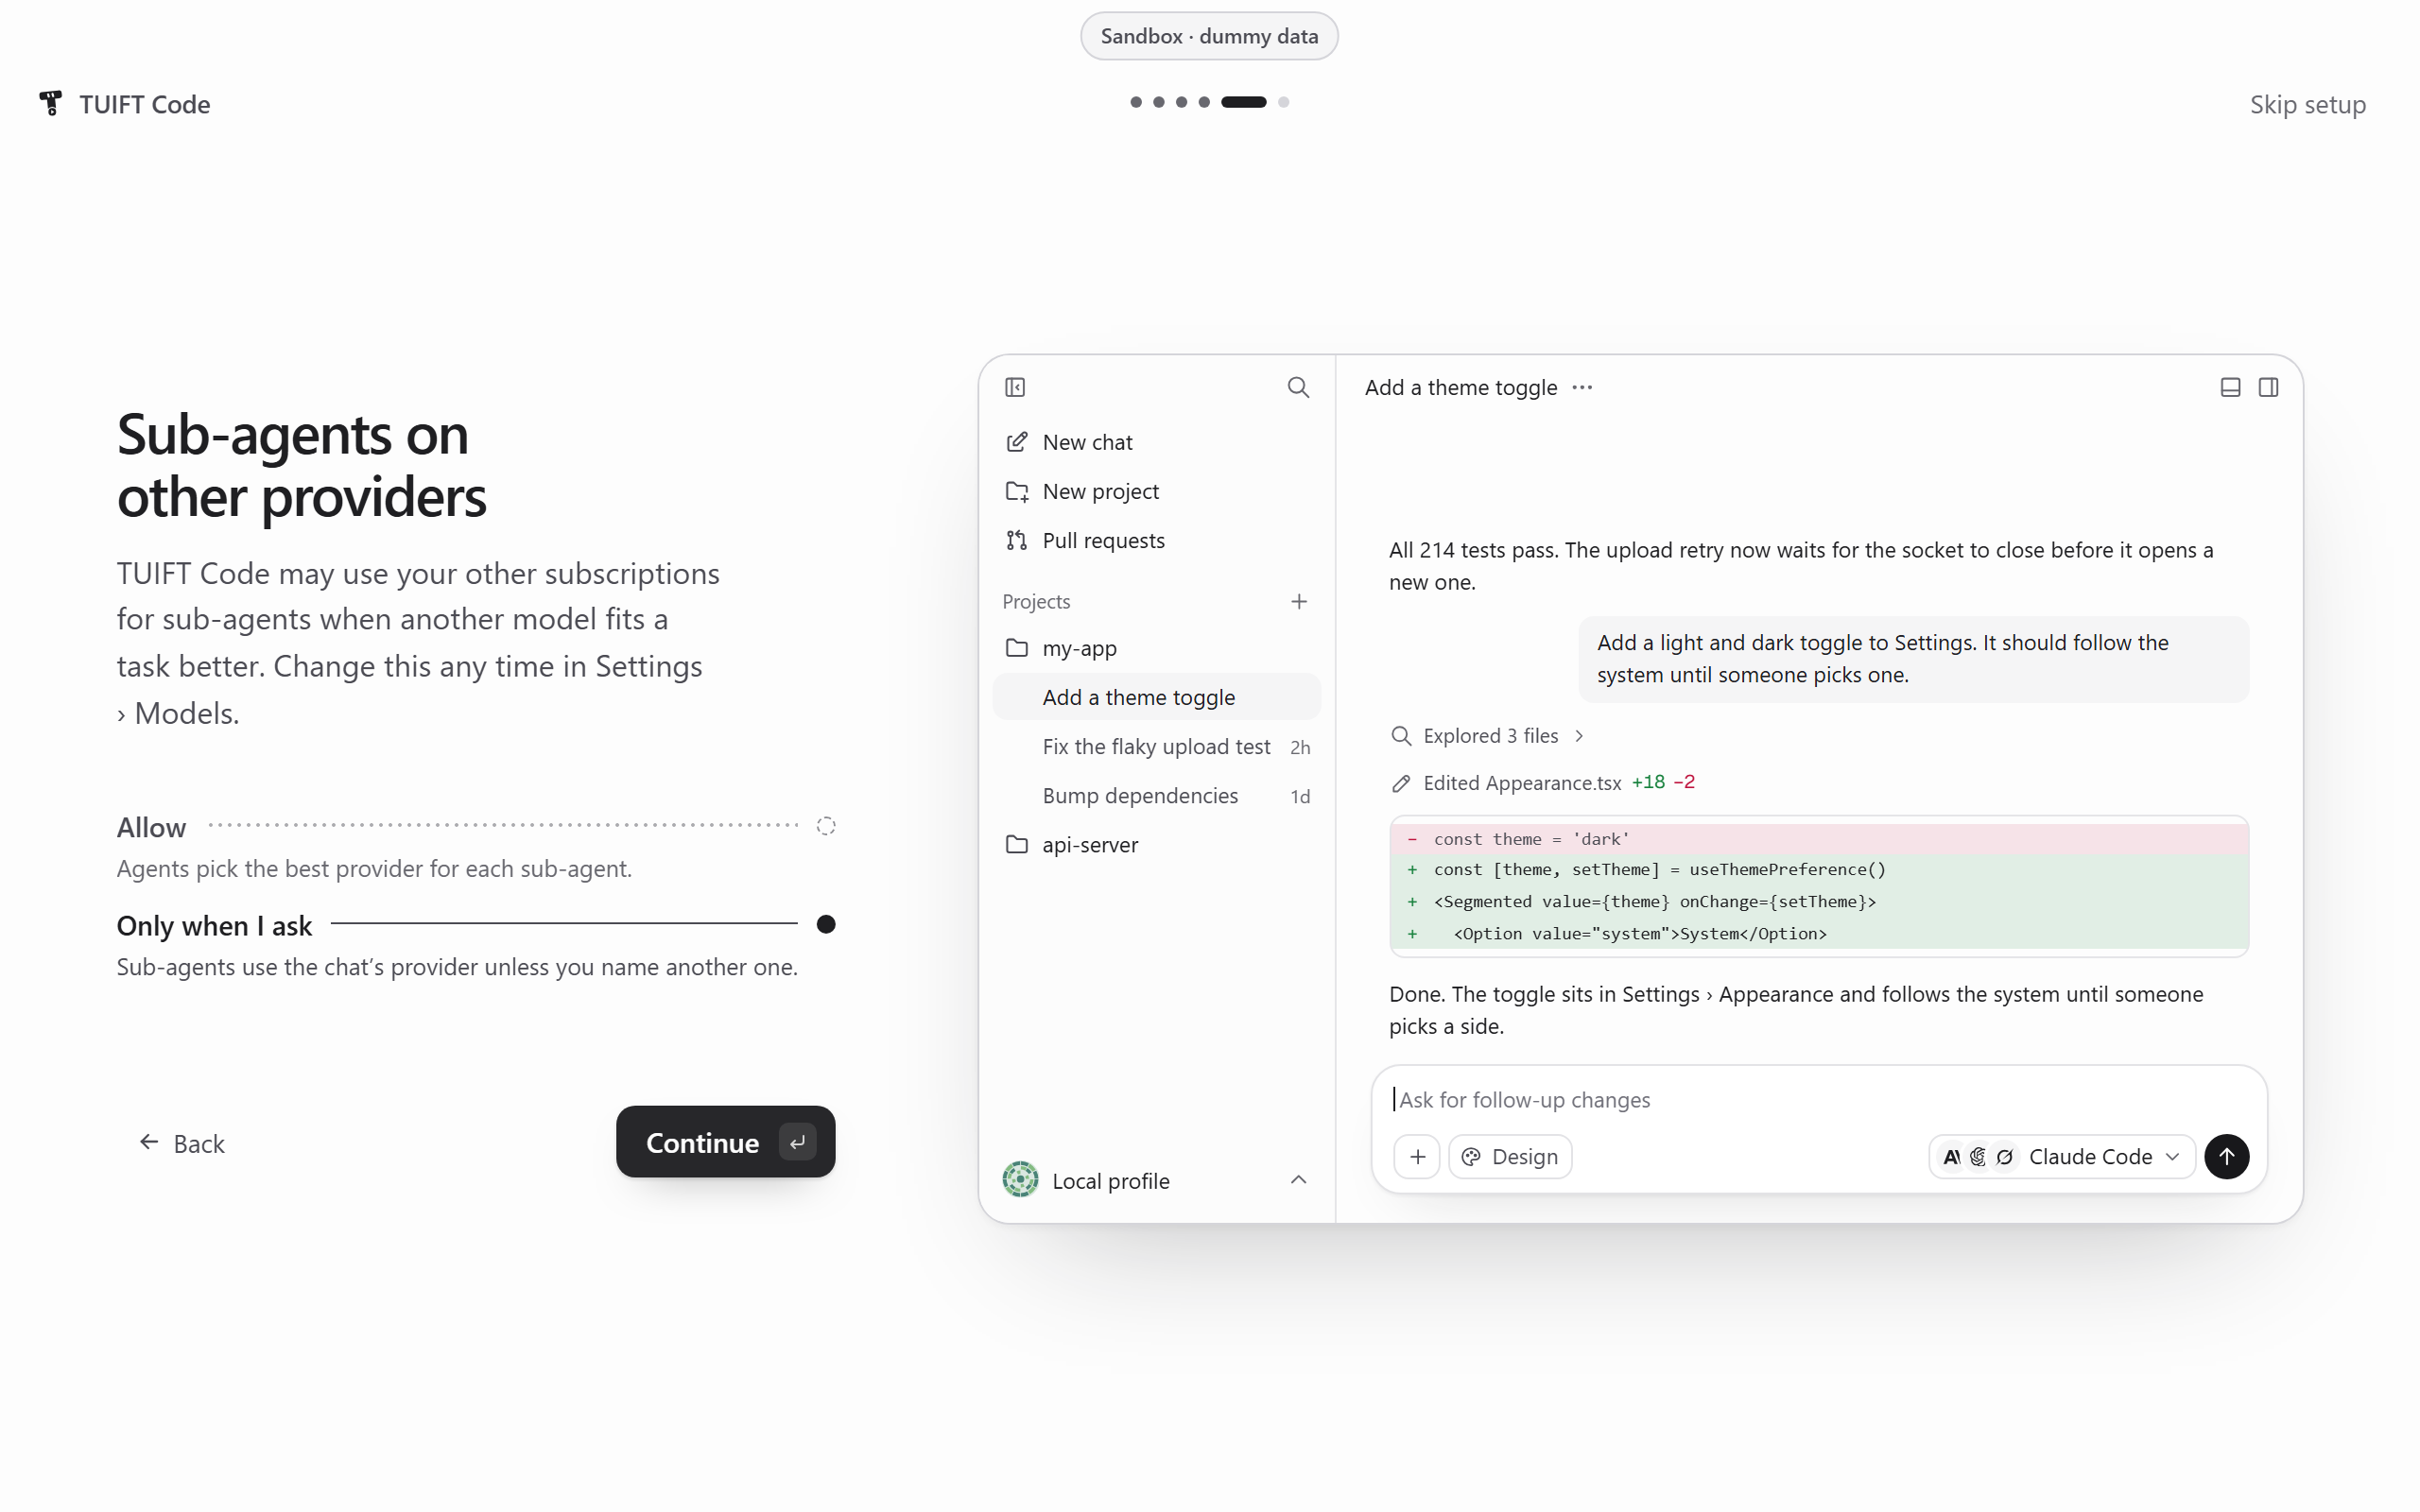 Sandbox · dummy data
TUIFT Code
Skip setup
Sub-agents on
other providers
TUIFT Code may use your other subscriptions
for sub-agents when another model fits a
task better. Change this any time in Settings
› Models.
Allow
Agents pick the best provider for each sub-agent.
Only when I ask
Sub-agents use the chat’s provider unless you name another one.
Back
Continue
New chat
New project
Pull requests
Projects
my-app
Add a theme toggle
Fix the flaky upload test 2h
Bump dependencies 1d
api-server
Local profile
Add a theme toggle
All 214 tests pass. The upload retry now waits for the socket to close before it opens a
new one.
Add a light and dark toggle to Settings. It should follow the
system until someone picks one.
Explored 3 files
Edited Appearance.tsx +18 −2
− const theme = 'dark'
+ const [theme, setTheme] = useThemePreference()
+ <Segmented value={theme} onChange={setTheme}>
+ <Option value="system">System</Option>
Done. The toggle sits in Settings › Appearance and follows the system until someone
picks a side.
Ask for follow-up changes
Design
Claude Code